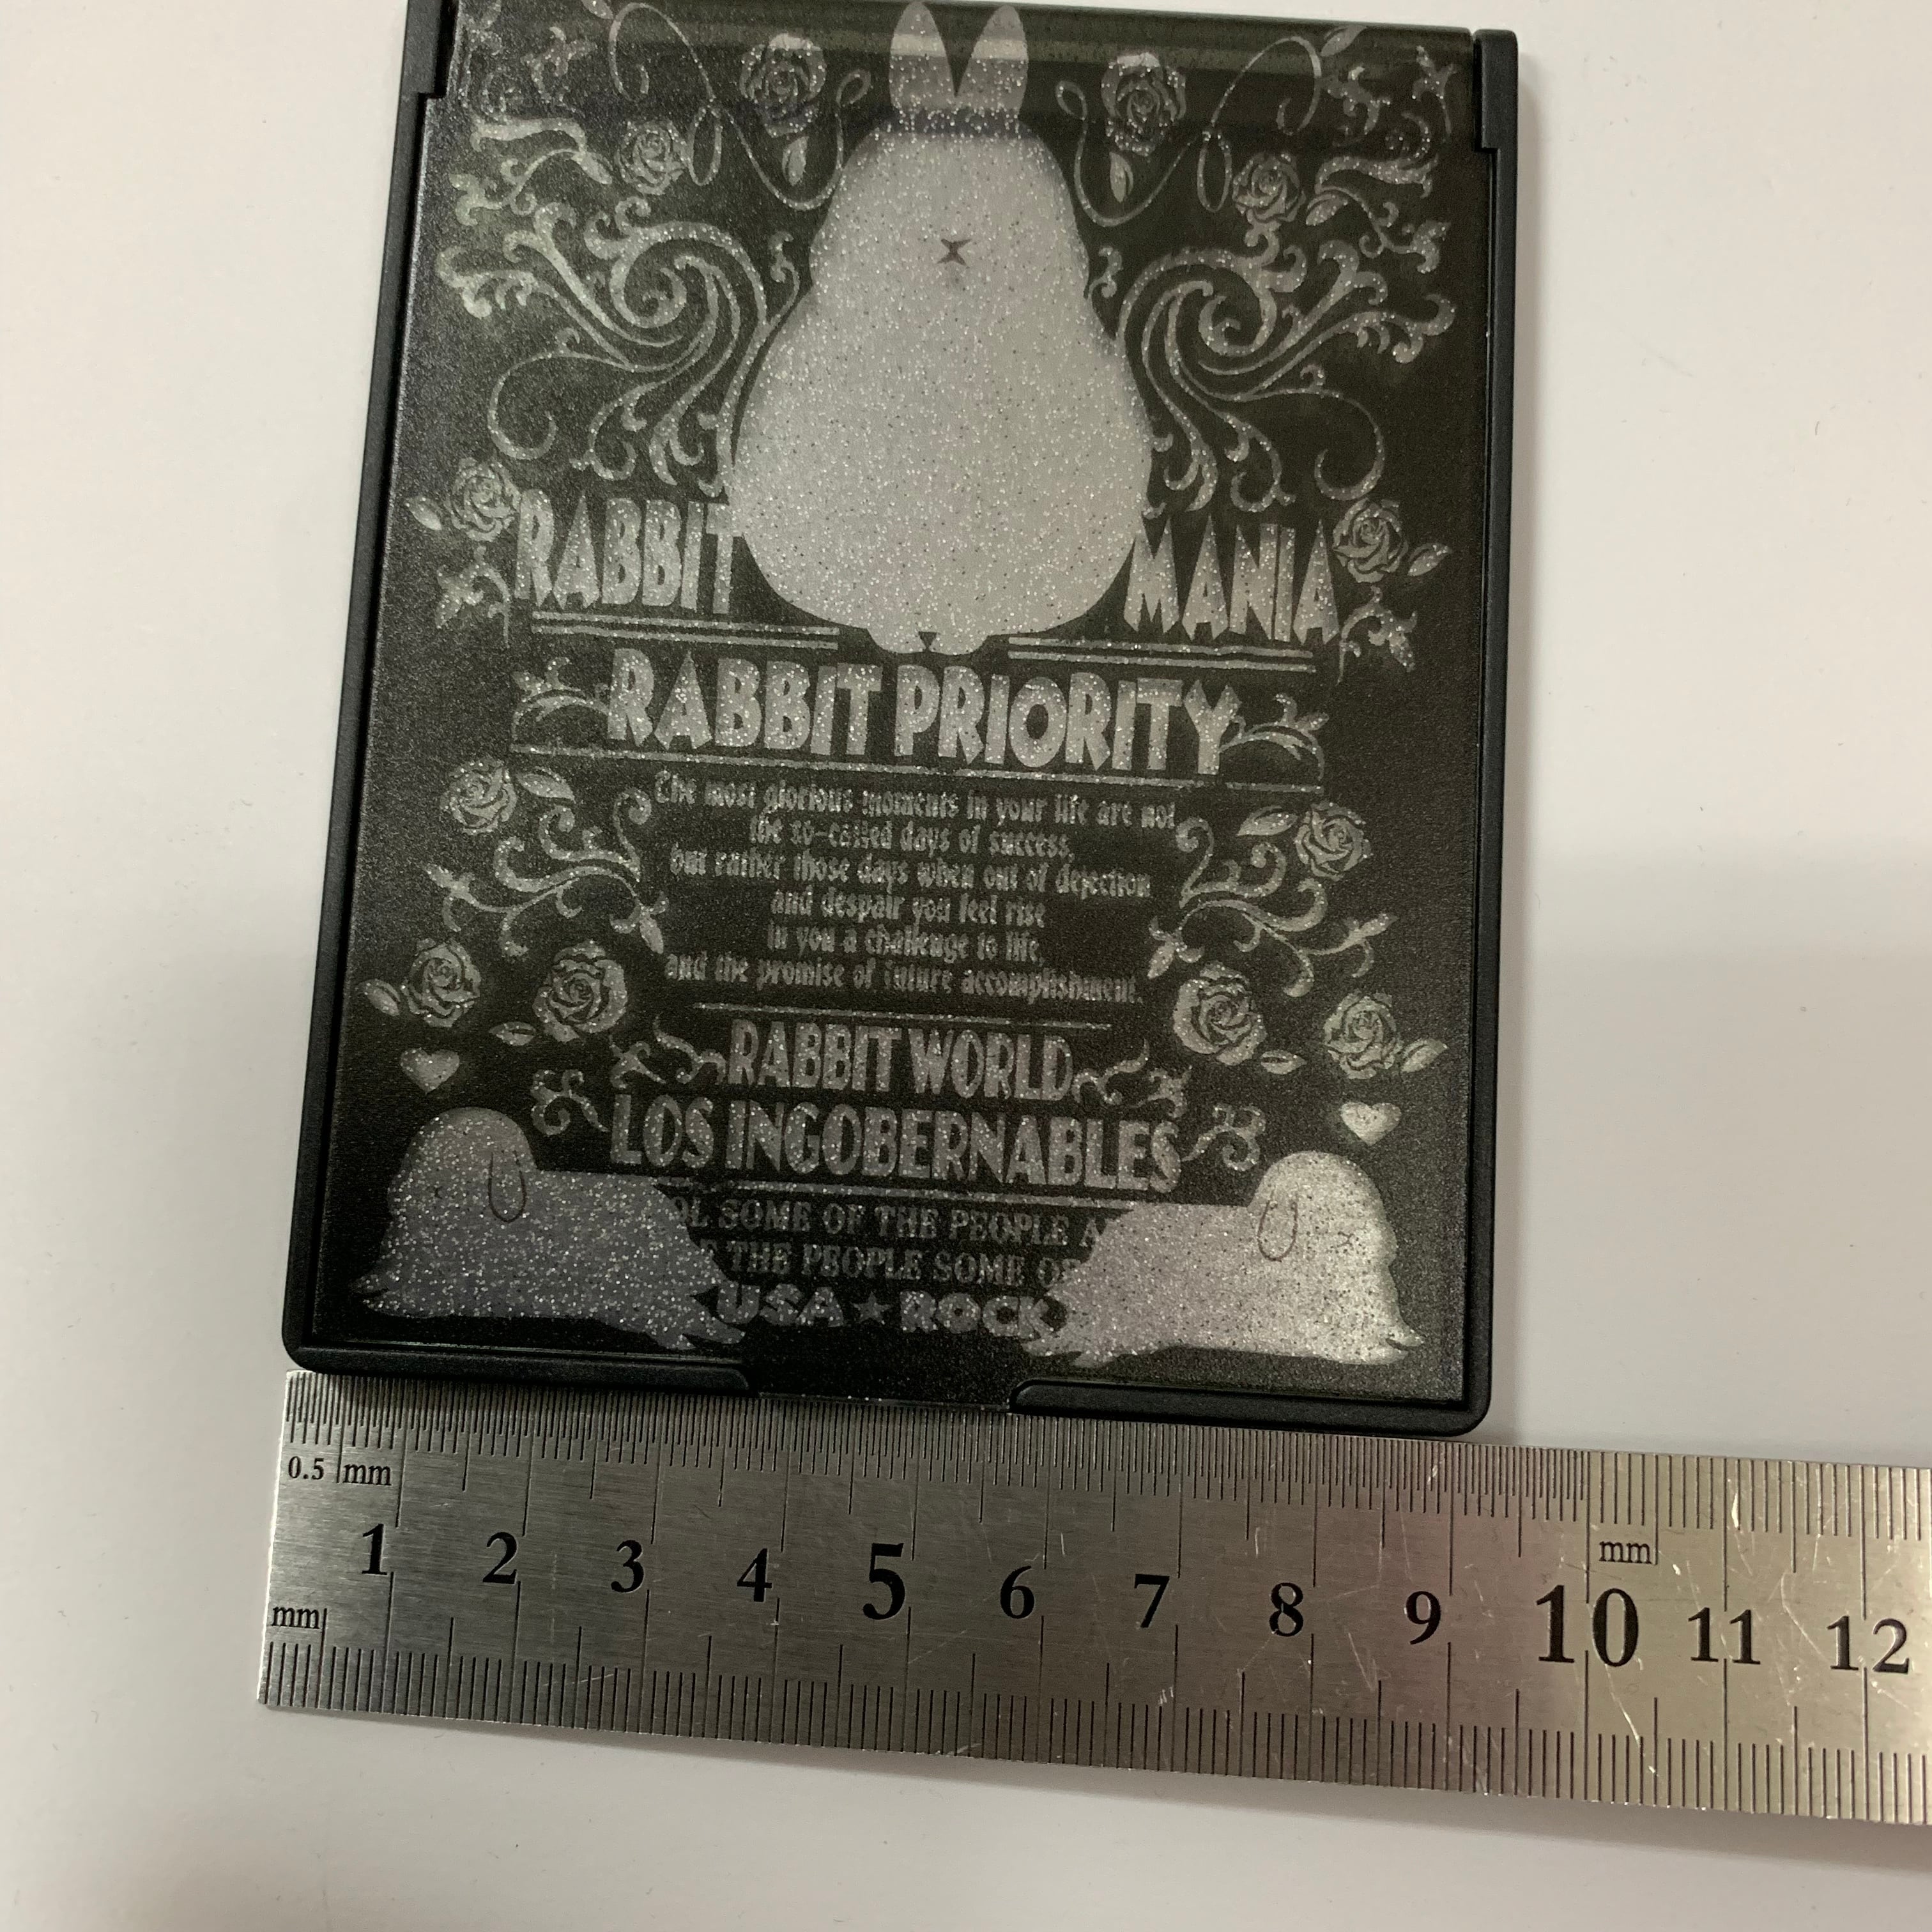 RABBIT MANIA
RABBIT PRIORITY
The most glorious moments in your life are not
the so-called days of success,
but rather those days when out of dejection
and despair you feel rise
in you a challenge to life,
and the promise of future accomplishment.
RABBIT WORLD
LOS INGOBERNABLES
OL SOME OF THE PEOPLE A
E THE PEOPLE SOME OF
USA★ROCK
0.5 mm
1 2 3 4 5 6 7 8 9 10 11 12
mm
mm